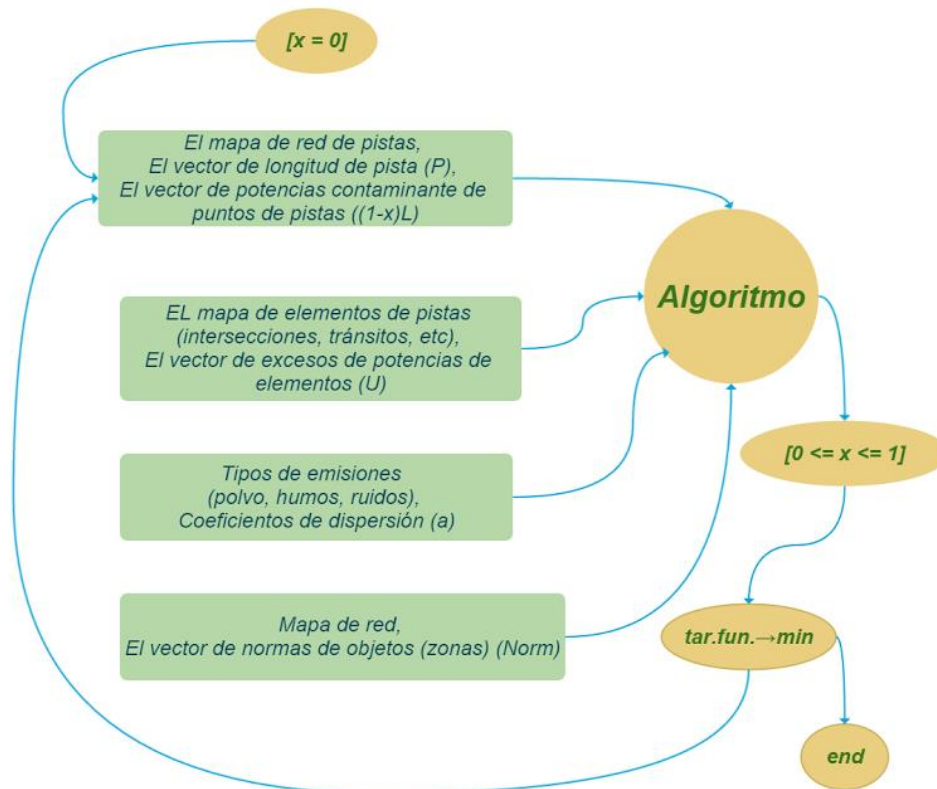 [x = 0]
El mapa de red de pistas,
El vector de longitud de pista (P),
El vector de potencias contaminante de
puntos de pistas ((1-x)L)
Algoritmo
EL mapa de elementos de pistas
(intersecciones, tránsitos, etc),
El vector de excesos de potencias de
elementos (U)
[0 <= x <= 1]
Tipos de emisiones
(polvo, humos, ruidos),
Coeficientos de dispersión (a)
Mapa de red,
El vector de normas de objetos (zonas) (Norm)
tar.fun.→min
end